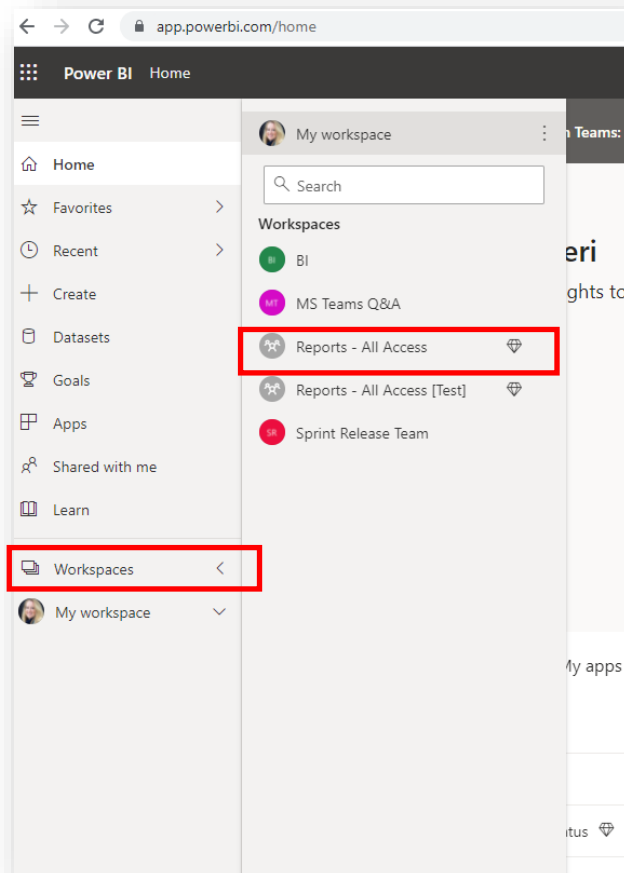 app.powerbi.com/home
Power BI Home
My workspace
n Teams:
Home
Search
Favorites
Workspaces
eri
Recent
BI BI
ghts to
Create
MT MS Teams Q&A
Datasets
Reports - All Access
Goals
Reports - All Access [Test]
Apps
SR Sprint Release Team
Shared with me
Learn
Workspaces
My workspace
My apps
atus